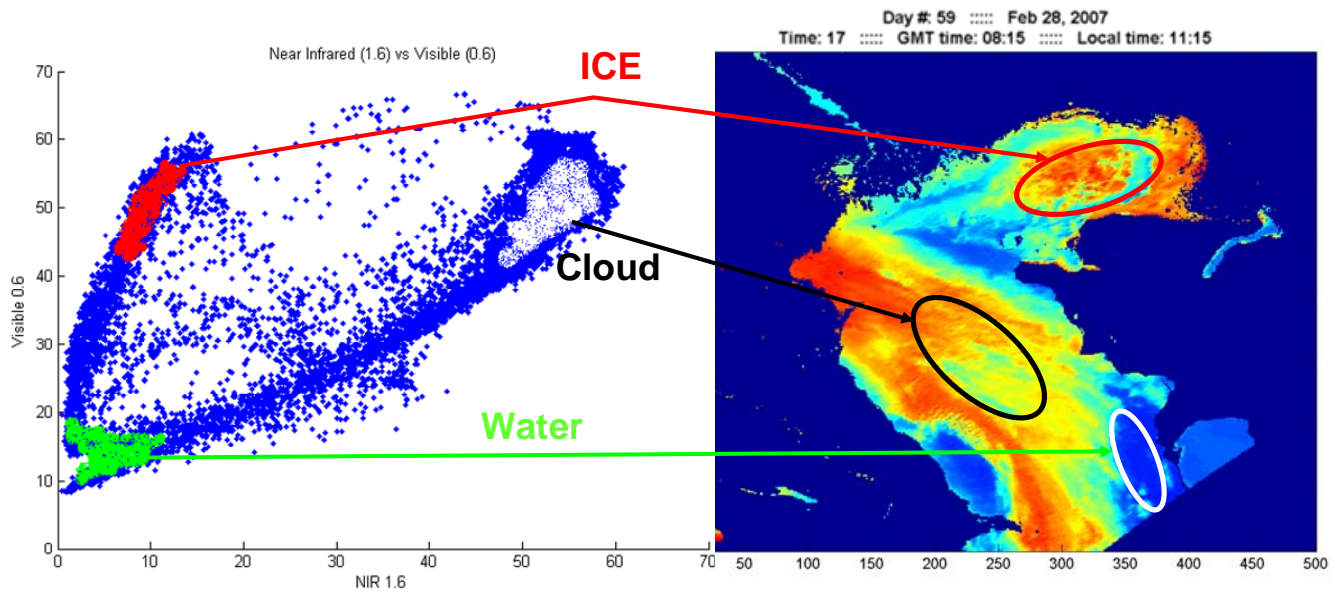 Day #: 59 ::::: Feb 28, 2007
Time: 17 ::::: GMT time: 08:15 ::::: Local time: 11:15
Near Infrared (1.6) vs Visible (0.6)
ICE
Cloud
Water
Visible 0.6
70
60
50
40
30
20
10
0
0 10 20 30 40 50 60 70
NIR 1.6
50 100 150 200 250 300 350 400 450 500